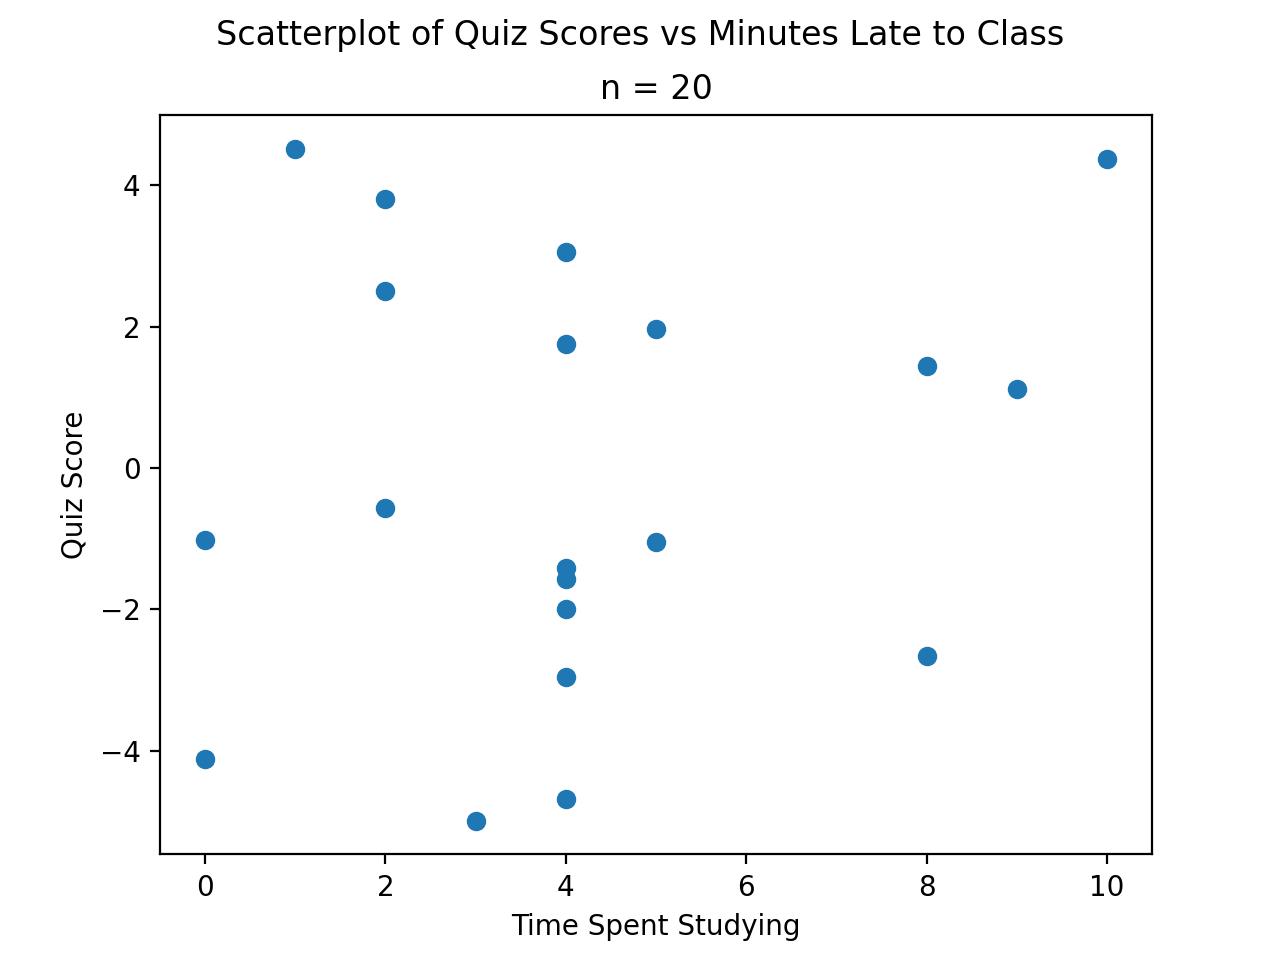 Scatterplot of Quiz Scores vs Minutes Late to Class
n = 20
4
2
0
−2
−4
Quiz Score
0 2 4 6 8 10
Time Spent Studying